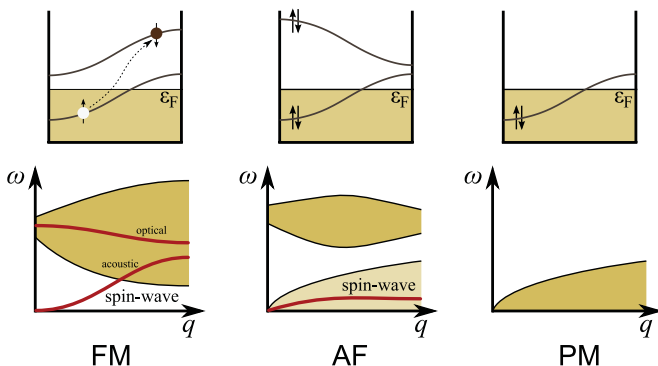 εF
εF
εF
ω
optical
acoustic
spin-wave
q
ω
spin-wave
q
ω
q
FM
AF
PM